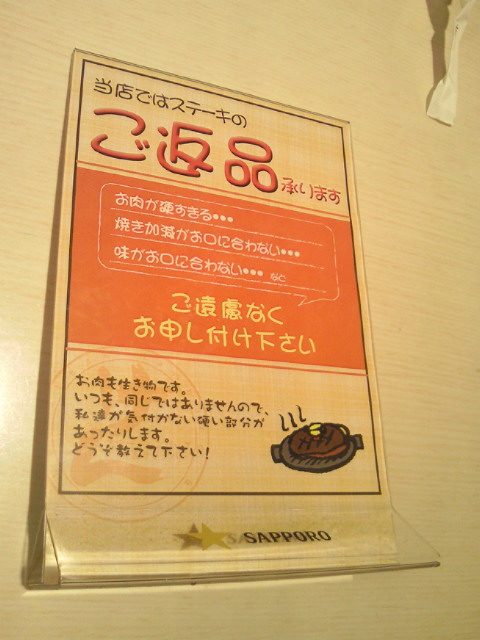 当店ではステーキの
ご返品承ります
お肉が硬すぎる•••
焼き加減がお口に合わない•••
味がお口に合わない••• など
ご遠慮なく
お申し付け下さい
お肉も生き物です。
いつも、同じではありませんので、
私達が気付かない硬い部分が
あったりします。
どうぞ教えて下さい!
SAPPORO